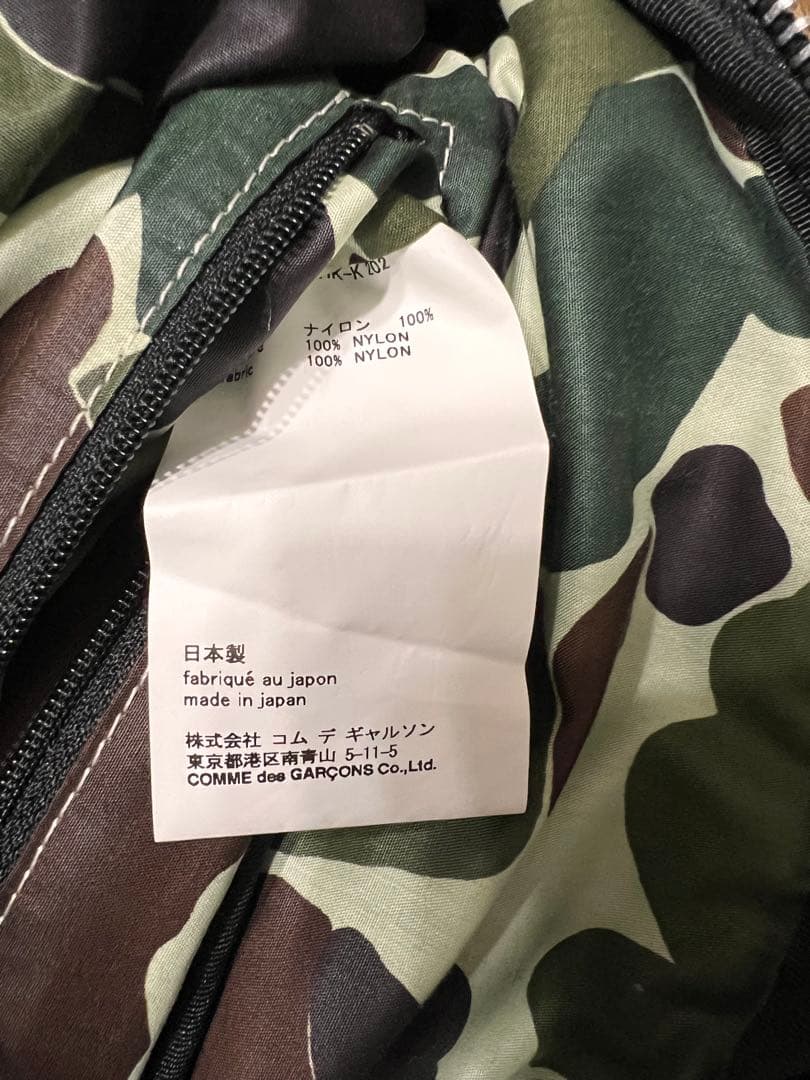 K-K202
ナイロン 100%
100% NYLON
fabric 100% NYLON
日本製
fabriqué au japon
made in japan
株式会社 コム デ ギャルソン
東京都港区南青山 5-11-5
COMME des GARÇONS Co.,Ltd.